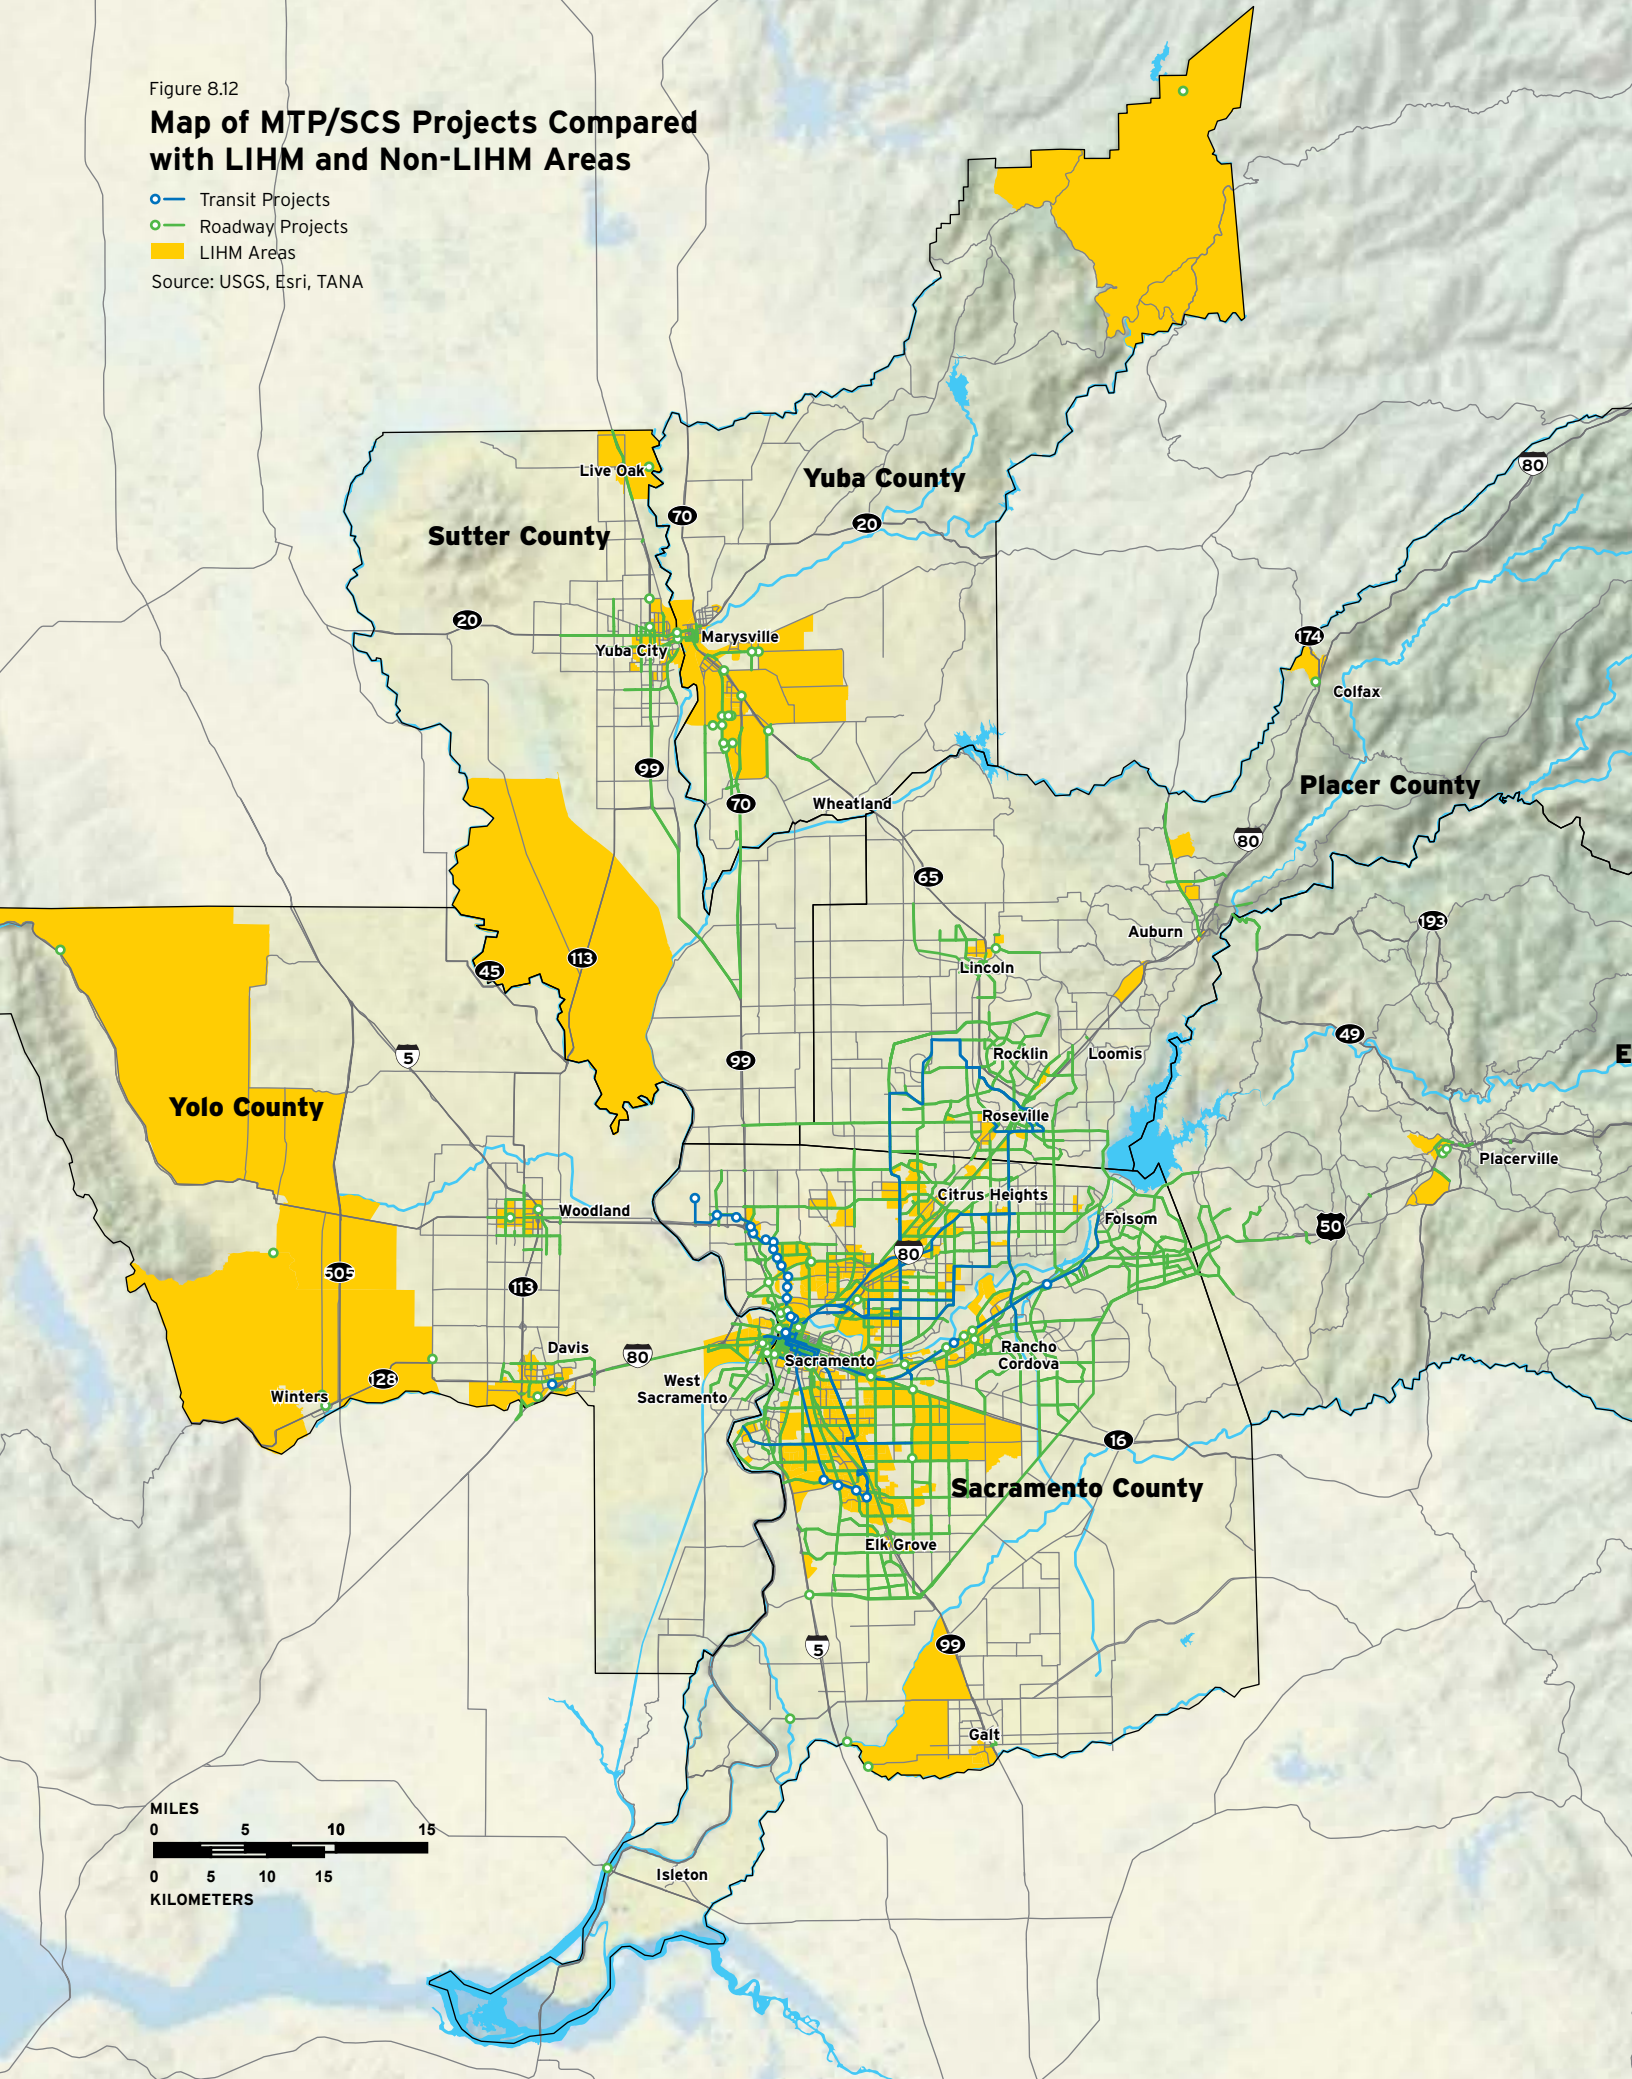 Figure 8.12
Map of MTP/SCS Projects Compared
with LIHM and Non-LIHM Areas
Transit Projects
Roadway Projects
LIHM Areas
Source: USGS, Esri, TANA
80
Live Oak
Yuba County
70
20
Sutter County
20
Marysville
174
Yuba City
Colfax
99
Placer County
70
Wheatland
80
65
193
Auburn
113
45
Lincoln
49
5
99
Rocklin
Loomis
E
Yolo County
Roseville
Placerville
Citrus Heights
Woodland
Folsom
50
80
505
113
Davis
80
Rancho
Cordova
Sacramento
128
West
Sacramento
Winters
16
Sacramento County
Elk Grove
5
99
Galt
MILES
0 5 10 15
0 5 10 15
KILOMETERS
Isleton